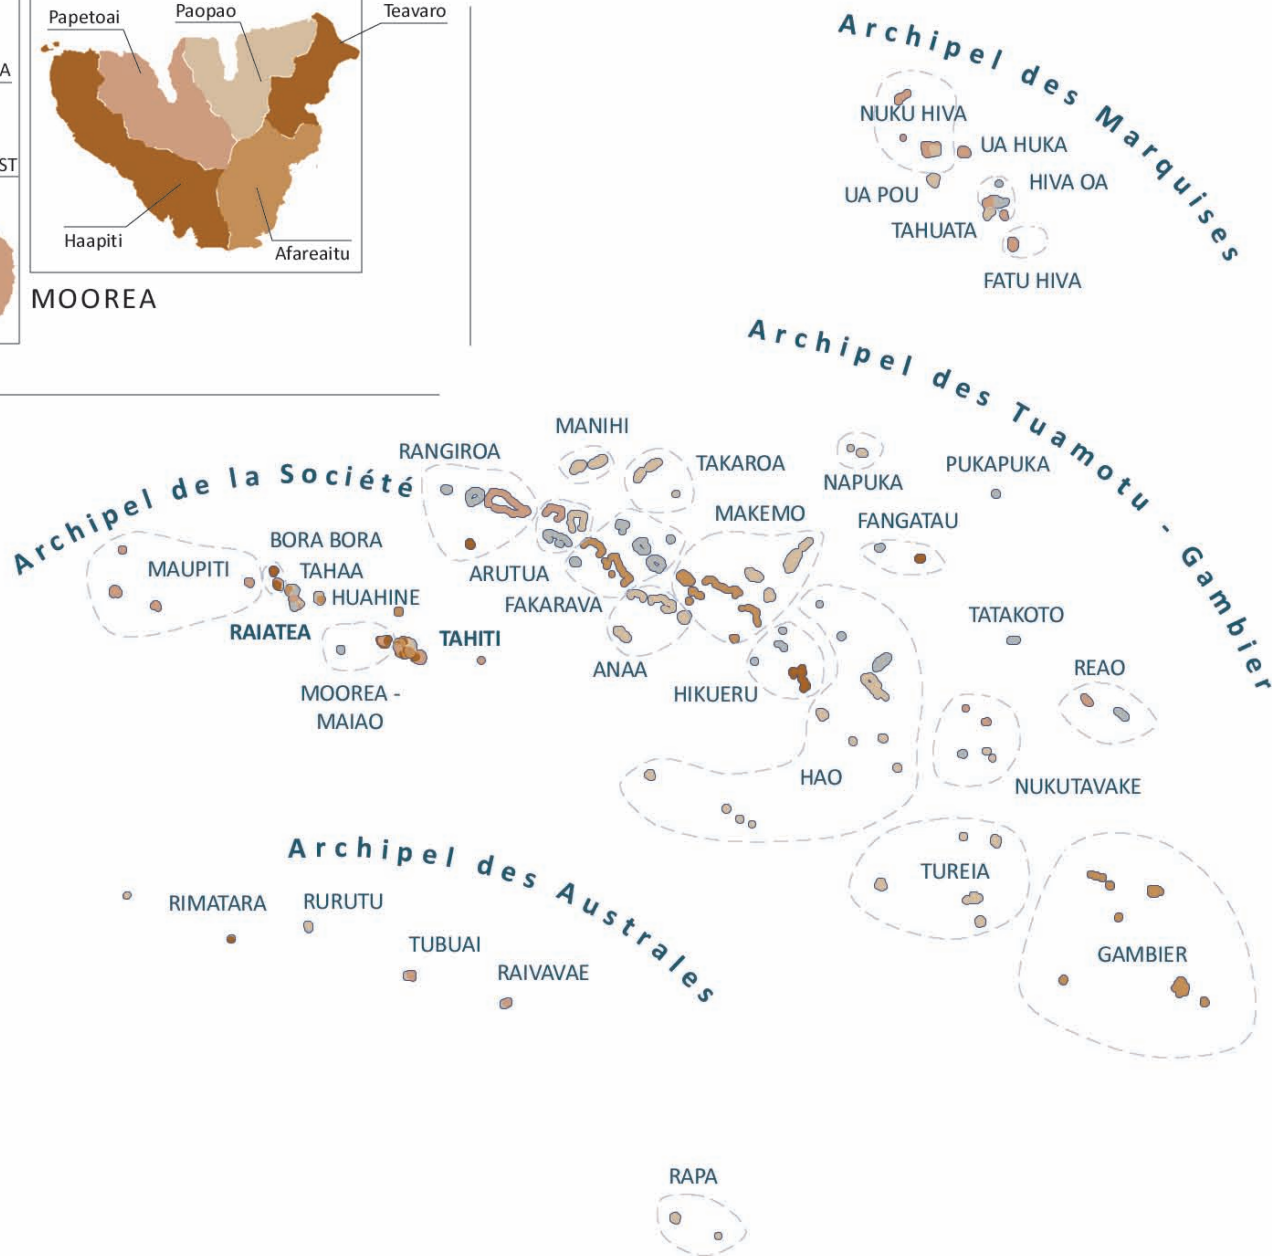 Papetoai
Paopao
Teavaro
A
ST
Haapiti
Afareaitu
MOOREA
Archipel des Marquises
NUKU HIVA
UA HUKA
HIVA OA
UA POU
TAHUATA
FATU HIVA
Archipel des Tuamotu - Gambier
MANIHI
RANGIROA
TAKAROA
NAPUKA
PUKAPUKA
MAKEMO
FANGATAU
Archipel de la Société
BORA BORA
MAUPITI
TAHAA
ARUTUA
HUAHINE
FAKARAVA
TATAKOTO
RAIATEA
TAHITI
ANAA
REAO
HIKUERU
MOOREA -
MAIAO
HAO
NUKUTAVAKE
Archipel des Australes
TUREIA
RIMATARA
RURUTU
TUBUAI
RAIVAVAE
GAMBIER
RAPA